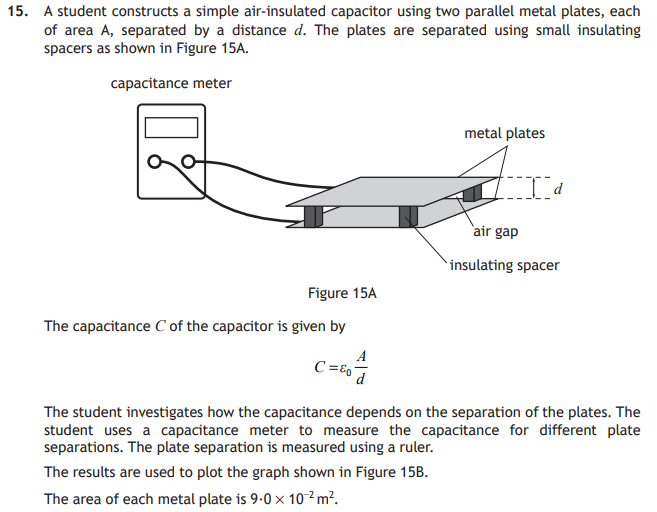 15. A student constructs a simple air-insulated capacitor using two parallel metal plates, each
of area A, separated by a distance d. The plates are separated using small insulating
spacers as shown in Figure 15A.
capacitance meter
metal plates
d
air gap
insulating spacer
Figure 15A
The capacitance C of the capacitor is given by
C = ε₀ A/d
The student investigates how the capacitance depends on the separation of the plates. The
student uses a capacitance meter to measure the capacitance for different plate
separations. The plate separation is measured using a ruler.
The results are used to plot the graph shown in Figure 15B.
The area of each metal plate is 9·0 × 10⁻² m².